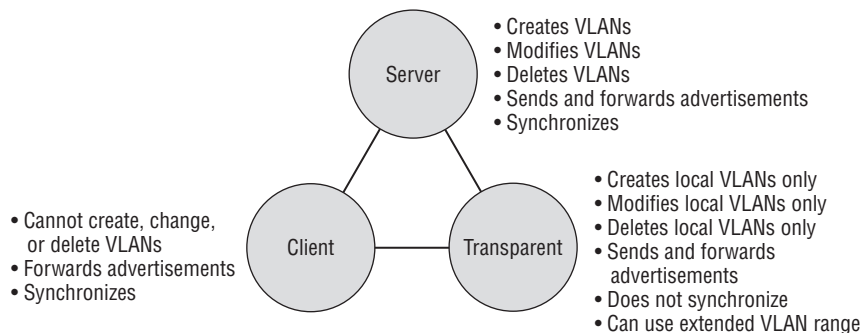 Server
• Creates VLANs
• Modifies VLANs
• Deletes VLANs
• Sends and forwards advertisements
• Synchronizes
• Cannot create, change,
or delete VLANs
• Forwards advertisements
• Synchronizes
Client
Transparent
• Creates local VLANs only
• Modifies local VLANs only
• Deletes local VLANs only
• Sends and forwards
advertisements
• Does not synchronize
• Can use extended VLAN range